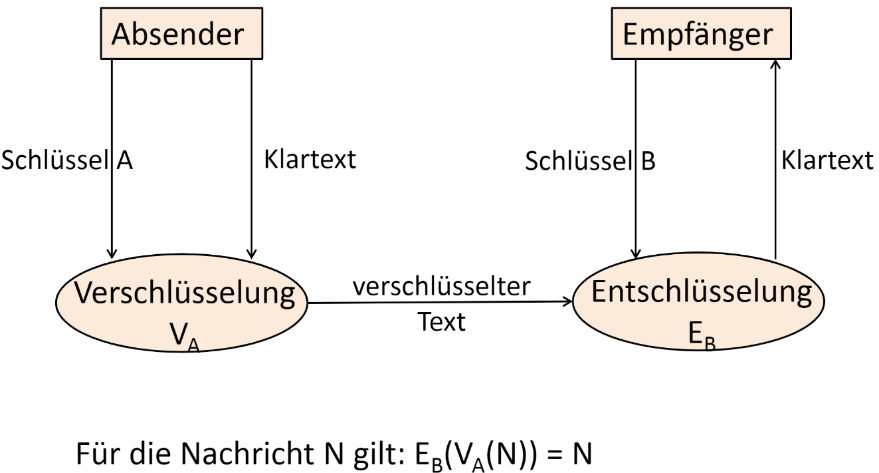 Absender
Empfänger
Schlüssel A
Klartext
Schlüssel B
Klartext
Verschlüsselung
V_A
verschlüsselter
Text
Entschlüsselung
E_B
Für die Nachricht N gilt: E_B(V_A(N)) = N